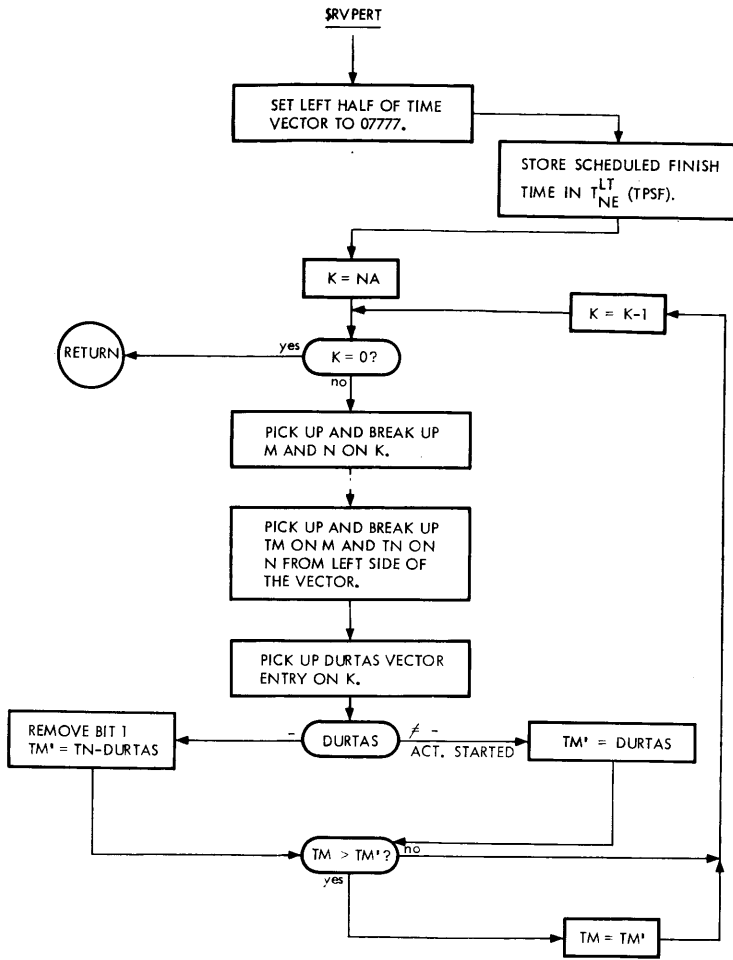 $RVPERT
SET LEFT HALF OF TIME
VECTOR TO 07777.
STORE SCHEDULED FINISH
TIME IN T LT NE (TPSF).
K = NA
K = K-1
RETURN
yes
K = 0?
no
PICK UP AND BREAK UP
M AND N ON K.
PICK UP AND BREAK UP
TM ON M AND TN ON
N FROM LEFT SIDE OF
THE VECTOR.
PICK UP DURTAS VECTOR
ENTRY ON K.
REMOVE BIT 1
TM' = TN-DURTAS
-
DURTAS
≠ -
ACT. STARTED
TM' = DURTAS
TM > TM'?
no
yes
TM = TM'